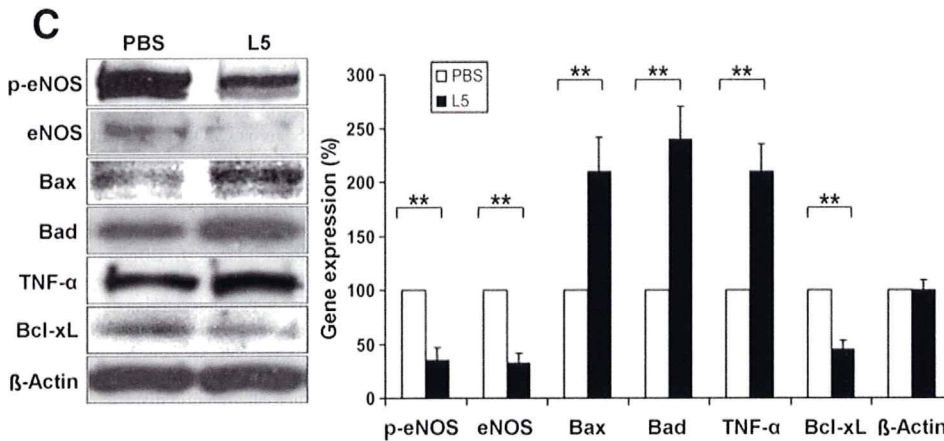 C
PBS L5
p-eNOS
eNOS
Bax
Bad
TNF-α
Bcl-xL
ß-Actin
Gene expression (%)
300
250
200
150
100
50
0
PBS
L5
**
**
**
**
**
**
p-eNOS eNOS Bax Bad TNF-α Bcl-xL ß-Actin